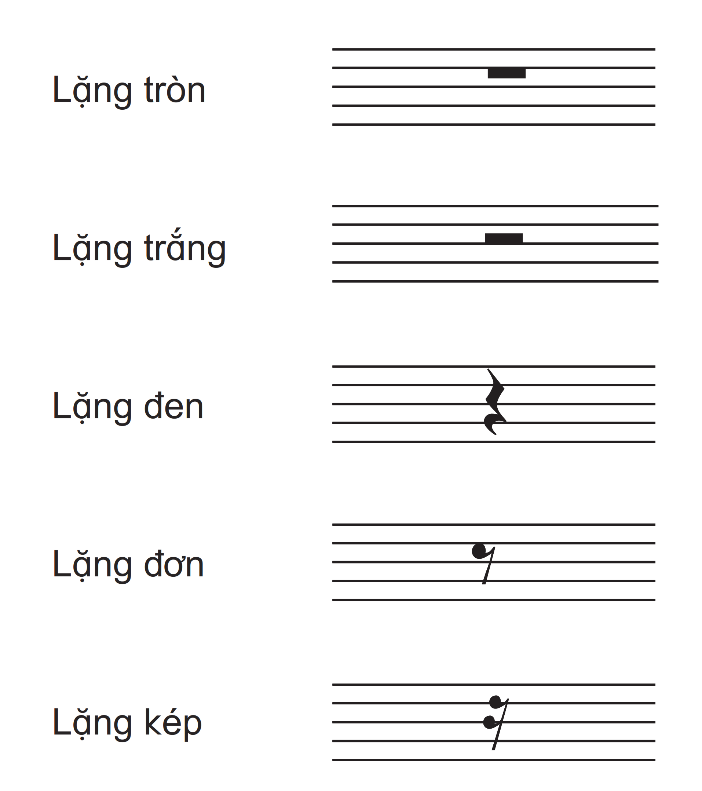 Lặng tròn
Lặng trắng
Lặng đen
Lặng đơn
Lặng kép